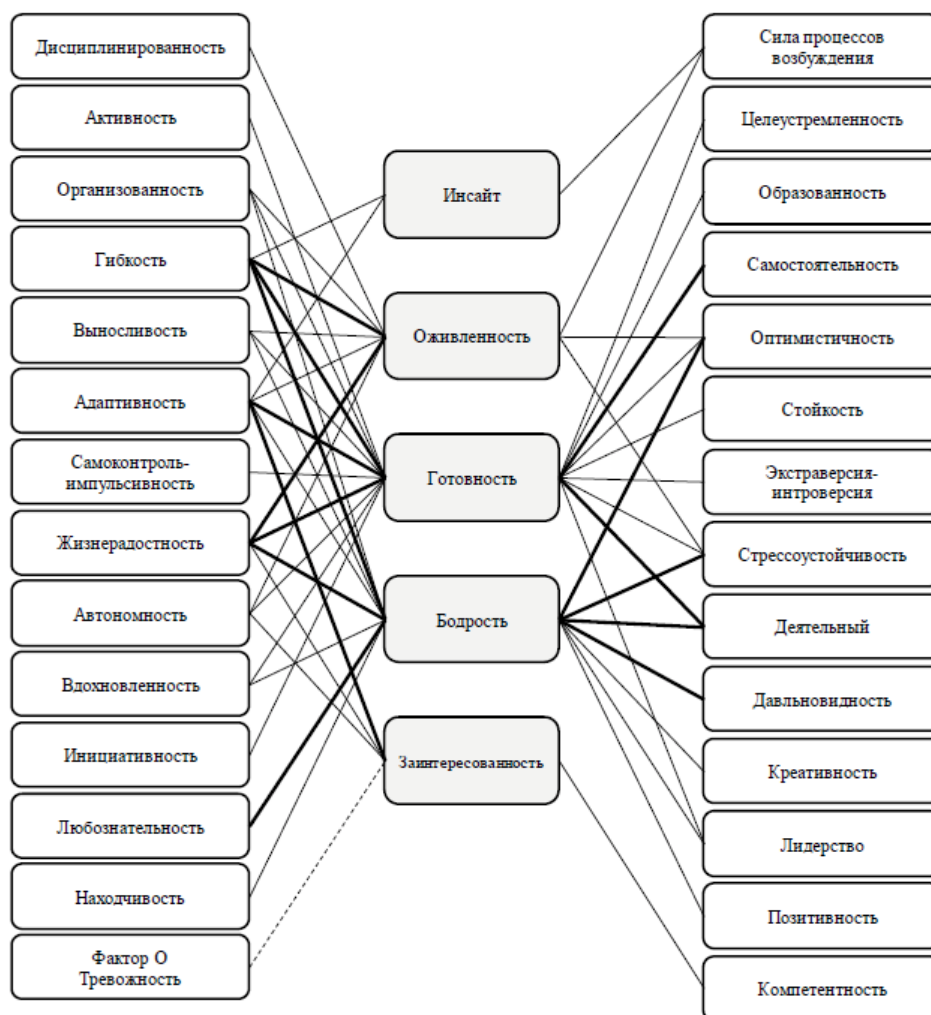 Дисциплинированность
Активность
Организованность
Гибкость
Выносливость
Адаптивность
Самоконтроль-
импульсивность
Жизнерадостность
Автономность
Вдохновленность
Инициативность
Любознательность
Находчивость
Фактор О
Тревожность
Инсайт
Оживленность
Готовность
Бодрость
Заинтересованность
Сила процессов
возбуждения
Целеустремленность
Образованность
Самостоятельность
Оптимистичность
Стойкость
Экстраверсия-
интроверсия
Стрессоустойчивость
Деятельный
Давльновидность
Креативность
Лидерство
Позитивность
Компетентность